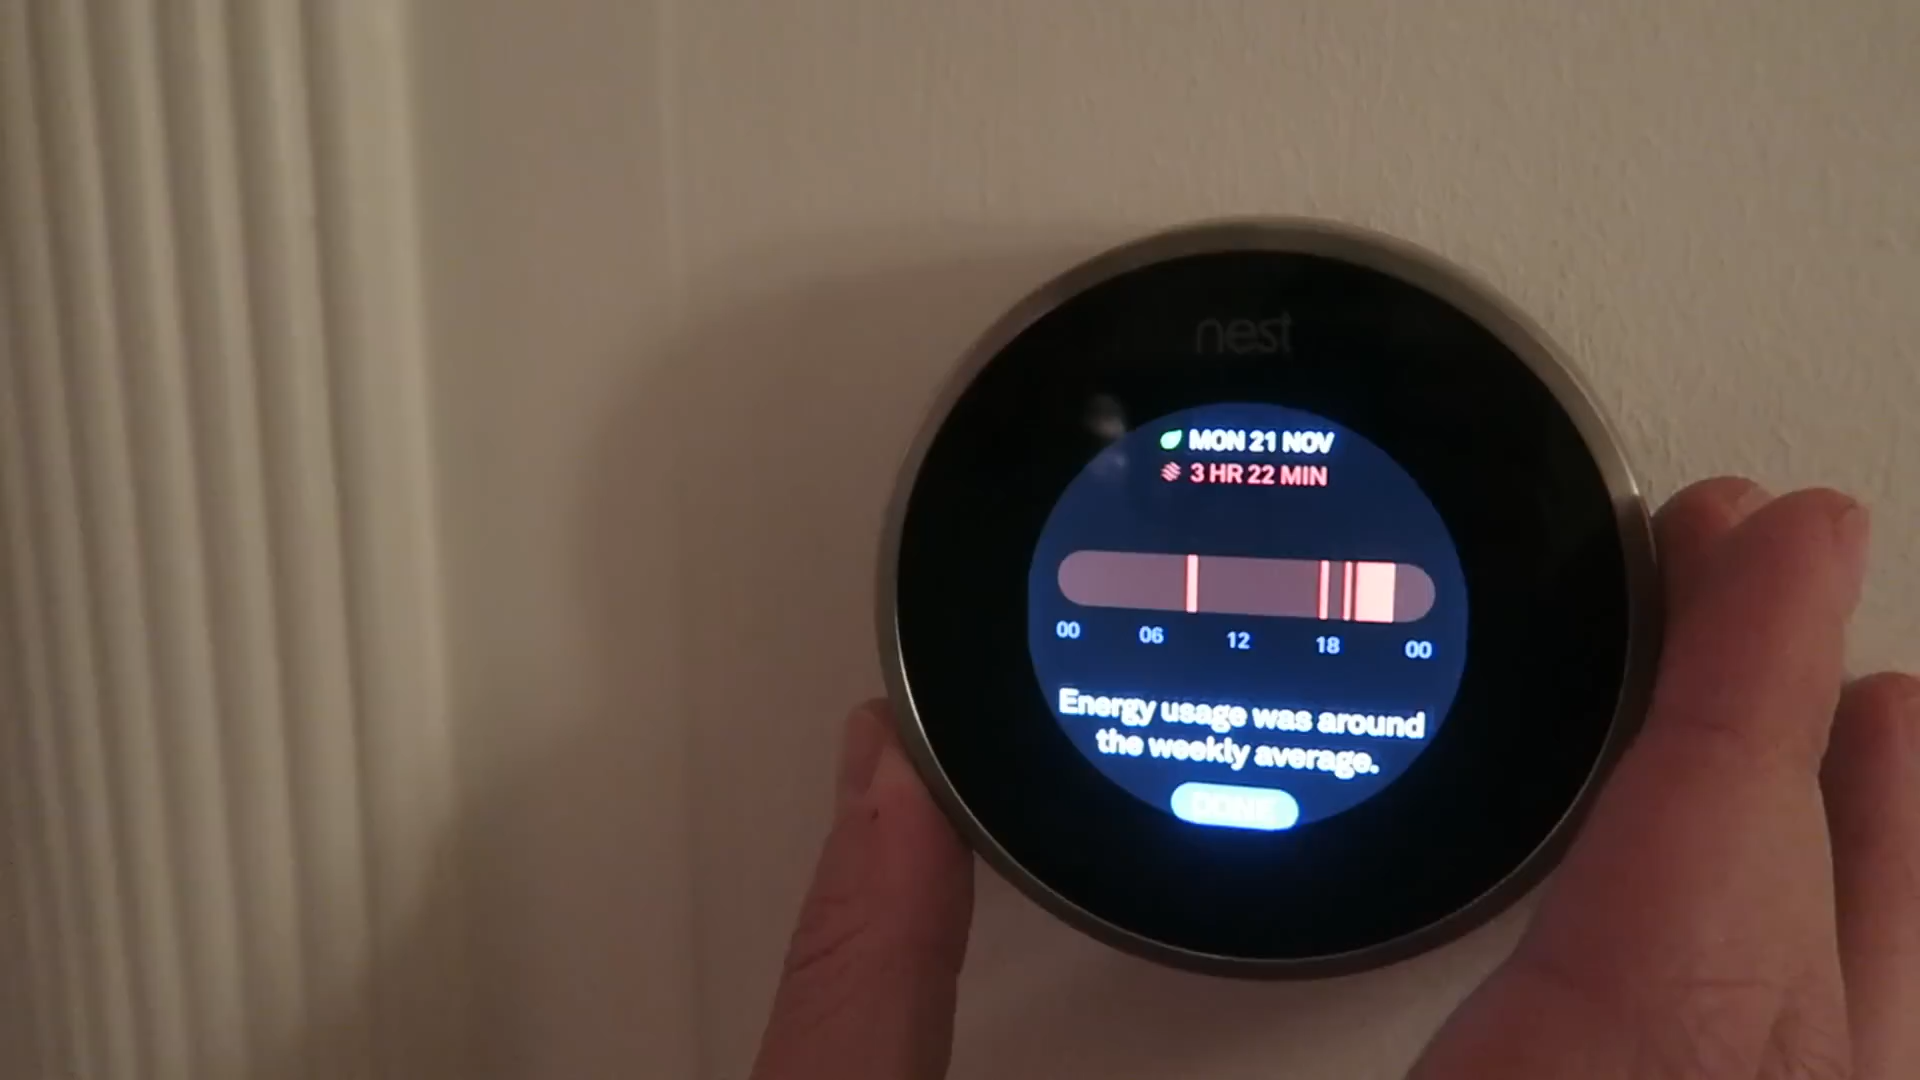 nest
MON 21 NOV
3 HR 22 MIN
00 06 12 18 00
Energy usage was around
the weekly average.
DONE